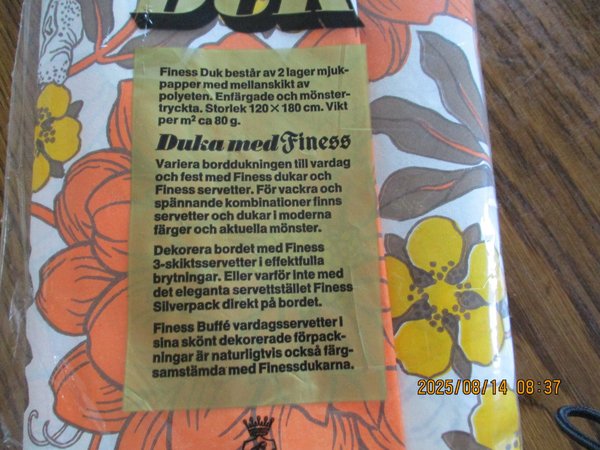 DUK
Finess Duk består av 2 lager mjuk-
papper med mellanskikt av
polyeten. Enfärgade och mönster-
tryckta. Storlek 120 × 180 cm. Vikt
per m² ca 80 g.
Duka med Finess
Variera borddukningen till vardag
och fest med Finess dukar och
Finess servetter. För vackra och
spännande kombinationer finns
servetter och dukar i moderna
färger och aktuella mönster.
Dekorera bordet med Finess
3-skiktsservetter i effektfulla
brytningar. Eller varför inte med
det eleganta servettstället Finess
Silverpack direkt på bordet.
Finess Buffé vardagsservetter i
sina skönt dekorerade förpack-
ningar är naturligtvis också färg-
samstämda med Finessdukarna.
2025/08/14 08:37